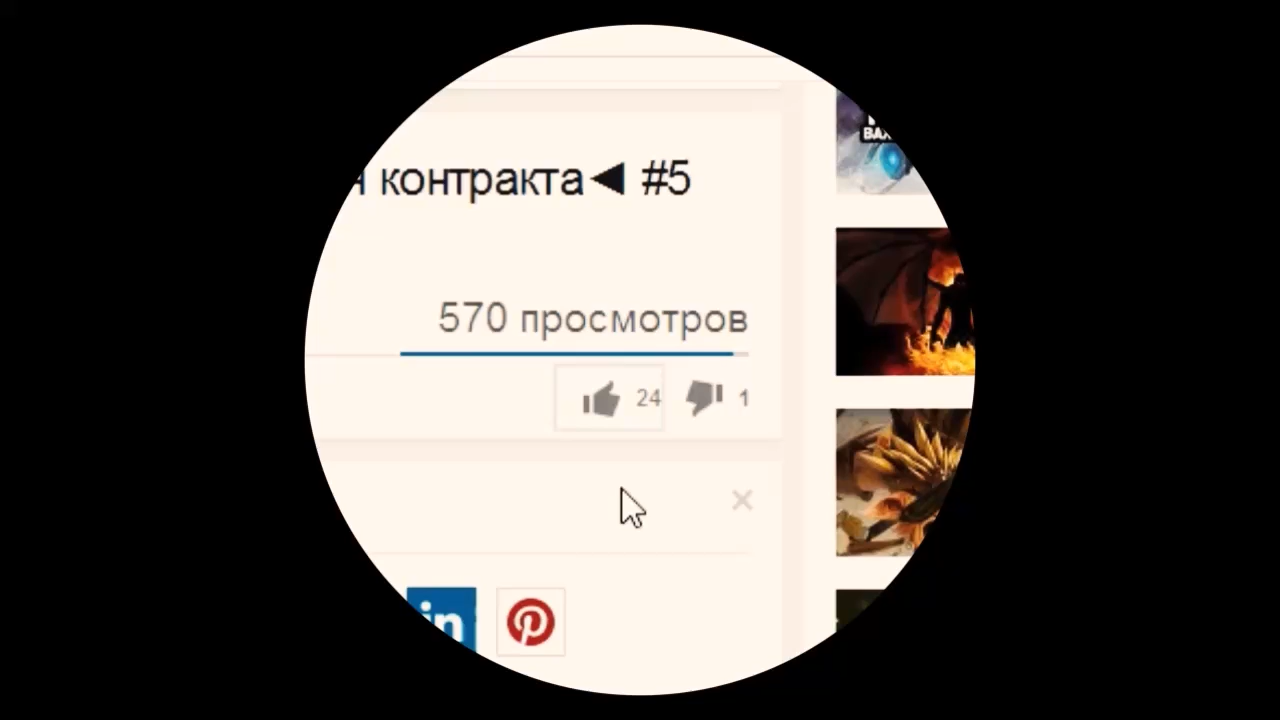 контракта◀ #5
570 просмотров
24 1
in